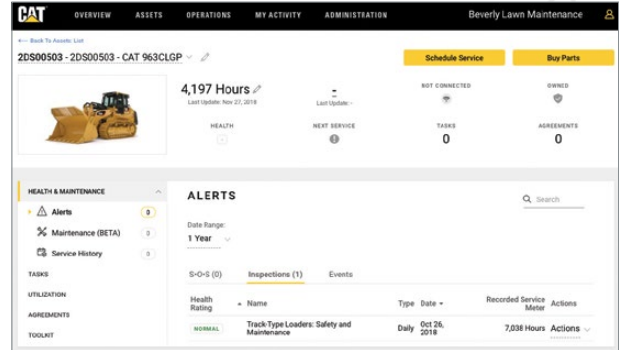 CAT OVERVIEW ASSETS OPERATIONS MY ACTIVITY ADMINISTRATION Beverly Lawn Maintenance
Back To Assets: List
2DS00503 - 2DS00503 - CAT 963CLGP
Schedule Service Buy Parts
4,197 Hours
Last Update: Nov 27, 2018
-
Last Update: -
NOT CONNECTED
OWNED
HEALTH NEXT SERVICE TASKS AGREEMENTS
0 0
HEALTH & MAINTENANCE
Alerts
Maintenance (BETA)
Service History
TASKS
UTILIZATION
AGREEMENTS
TOOLKIT
ALERTS
Search
Date Range:
1 Year
S•O•S (0) Inspections (1) Events
Health Rating Name Type Date Recorded Service Meter Actions
NORMAL Track-Type Loaders: Safety and Maintenance Daily Oct 26, 2018 7,038 Hours Actions